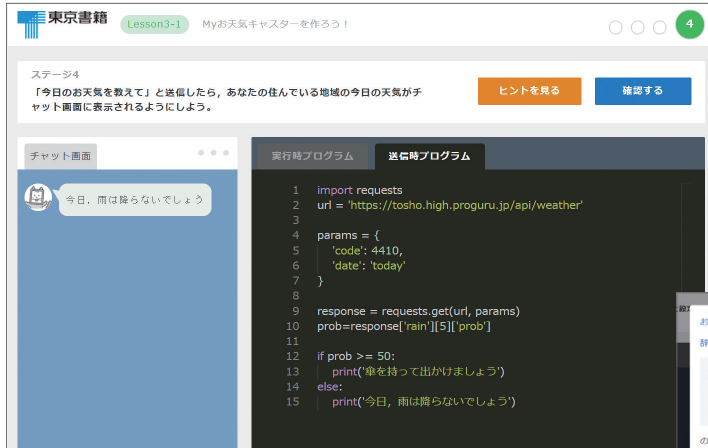 東京書籍
Lesson3-1
Myお天気キャスターを作ろう！
4
ステージ4
「今日のお天気を教えて」と送信したら，あなたの住んでいる地域の今日の天気がチ
ャット画面に表示されるようにしよう。
ヒントを見る
確認する
チャット画面
今日，雨は降らないでしょう
実行時プログラム
送信時プログラム
1 import requests
2 url = 'https://tosho.high.proguru.jp/api/weather'
3
4 params = {
5 'code': 4410,
6 'date': 'today'
7 }
8
9 response = requests.get(url, params)
10 prob=response['rain'][5]['prob']
11
12 if prob >= 50:
13 print('傘を持って出かけましょう')
14 else:
15 print('今日，雨は降らないでしょう')
お
辞
の